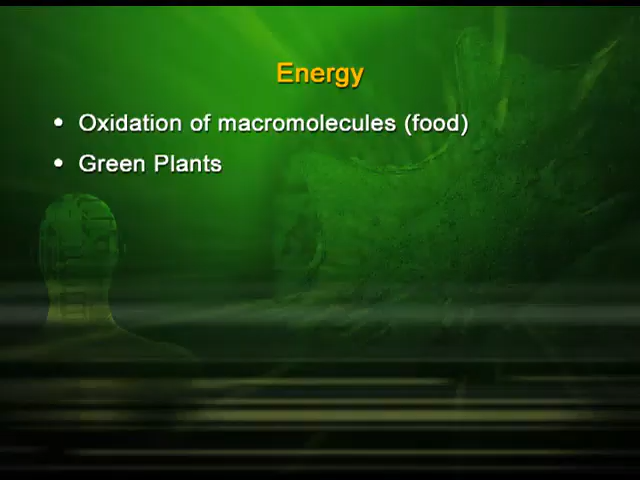 Energy
• Oxidation of macromolecules (food)
• Green Plants